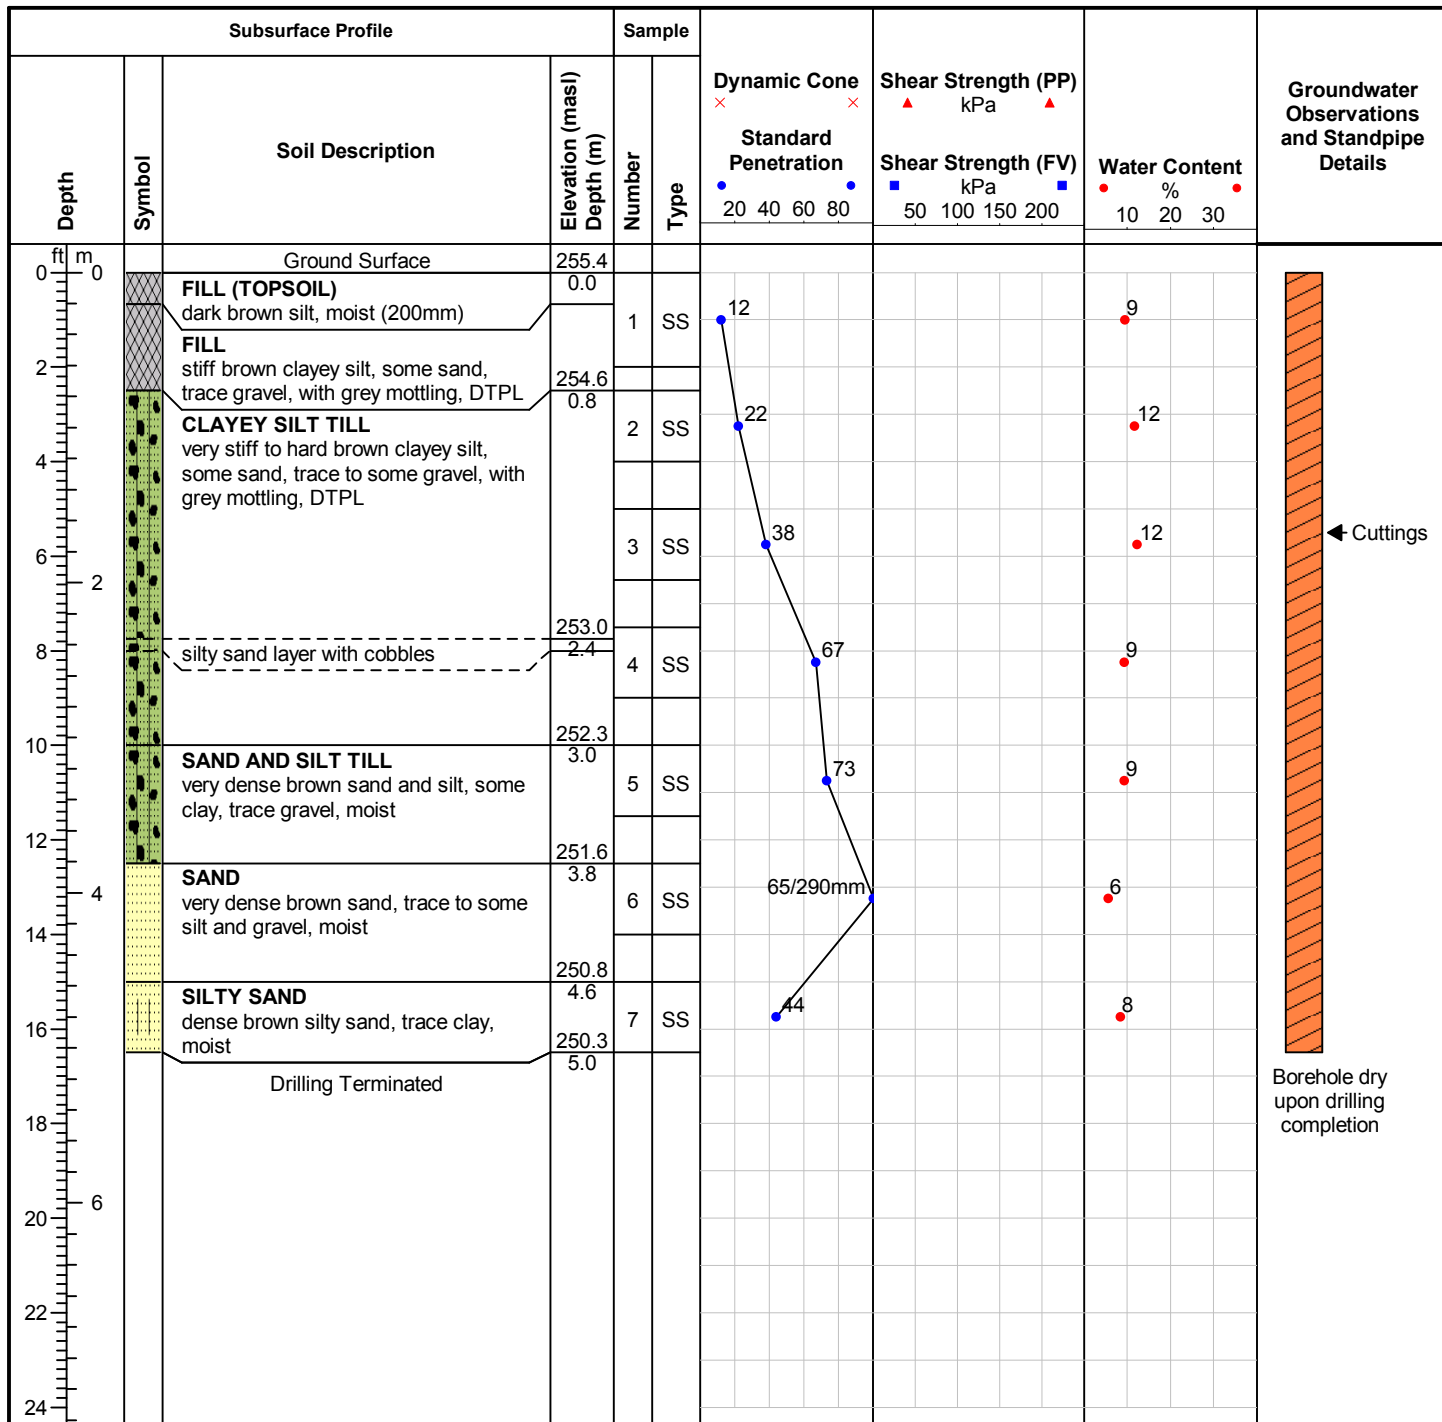 Subsurface Profile
Sample
Depth
Symbol
Soil Description
Elevation (masl)
Depth (m)
Number
Type
Dynamic Cone
Standard
Penetration
20 40 60 80
Shear Strength (PP)
kPa
Shear Strength (FV)
kPa
50 100 150 200
Water Content
%
10 20 30
Groundwater
Observations
and Standpipe
Details
ft m
Ground Surface
255.4
0 0
0.0
FILL (TOPSOIL)
dark brown silt, moist (200mm)
1 SS
12
9
FILL
stiff brown clayey silt, some sand,
trace gravel, with grey mottling, DTPL
2
254.6
0.8
CLAYEY SILT TILL
very stiff to hard brown clayey silt,
some sand, trace to some gravel, with
grey mottling, DTPL
2 SS
22
12
4
3 SS
38
12
Cuttings
6
2
253.0
2.4
silty sand layer with cobbles
8
4 SS
67
9
252.3
10
3.0
SAND AND SILT TILL
very dense brown sand and silt, some
clay, trace gravel, moist
5 SS
73
9
12
251.6
3.8
SAND
very dense brown sand, trace to some
silt and gravel, moist
4
6 SS
65/290mm
6
14
250.8
4.6
SILTY SAND
dense brown silty sand, trace clay,
moist
7 SS
44
8
16
250.3
5.0
Drilling Terminated
Borehole dry
upon drilling
completion
18
6
20
22
24